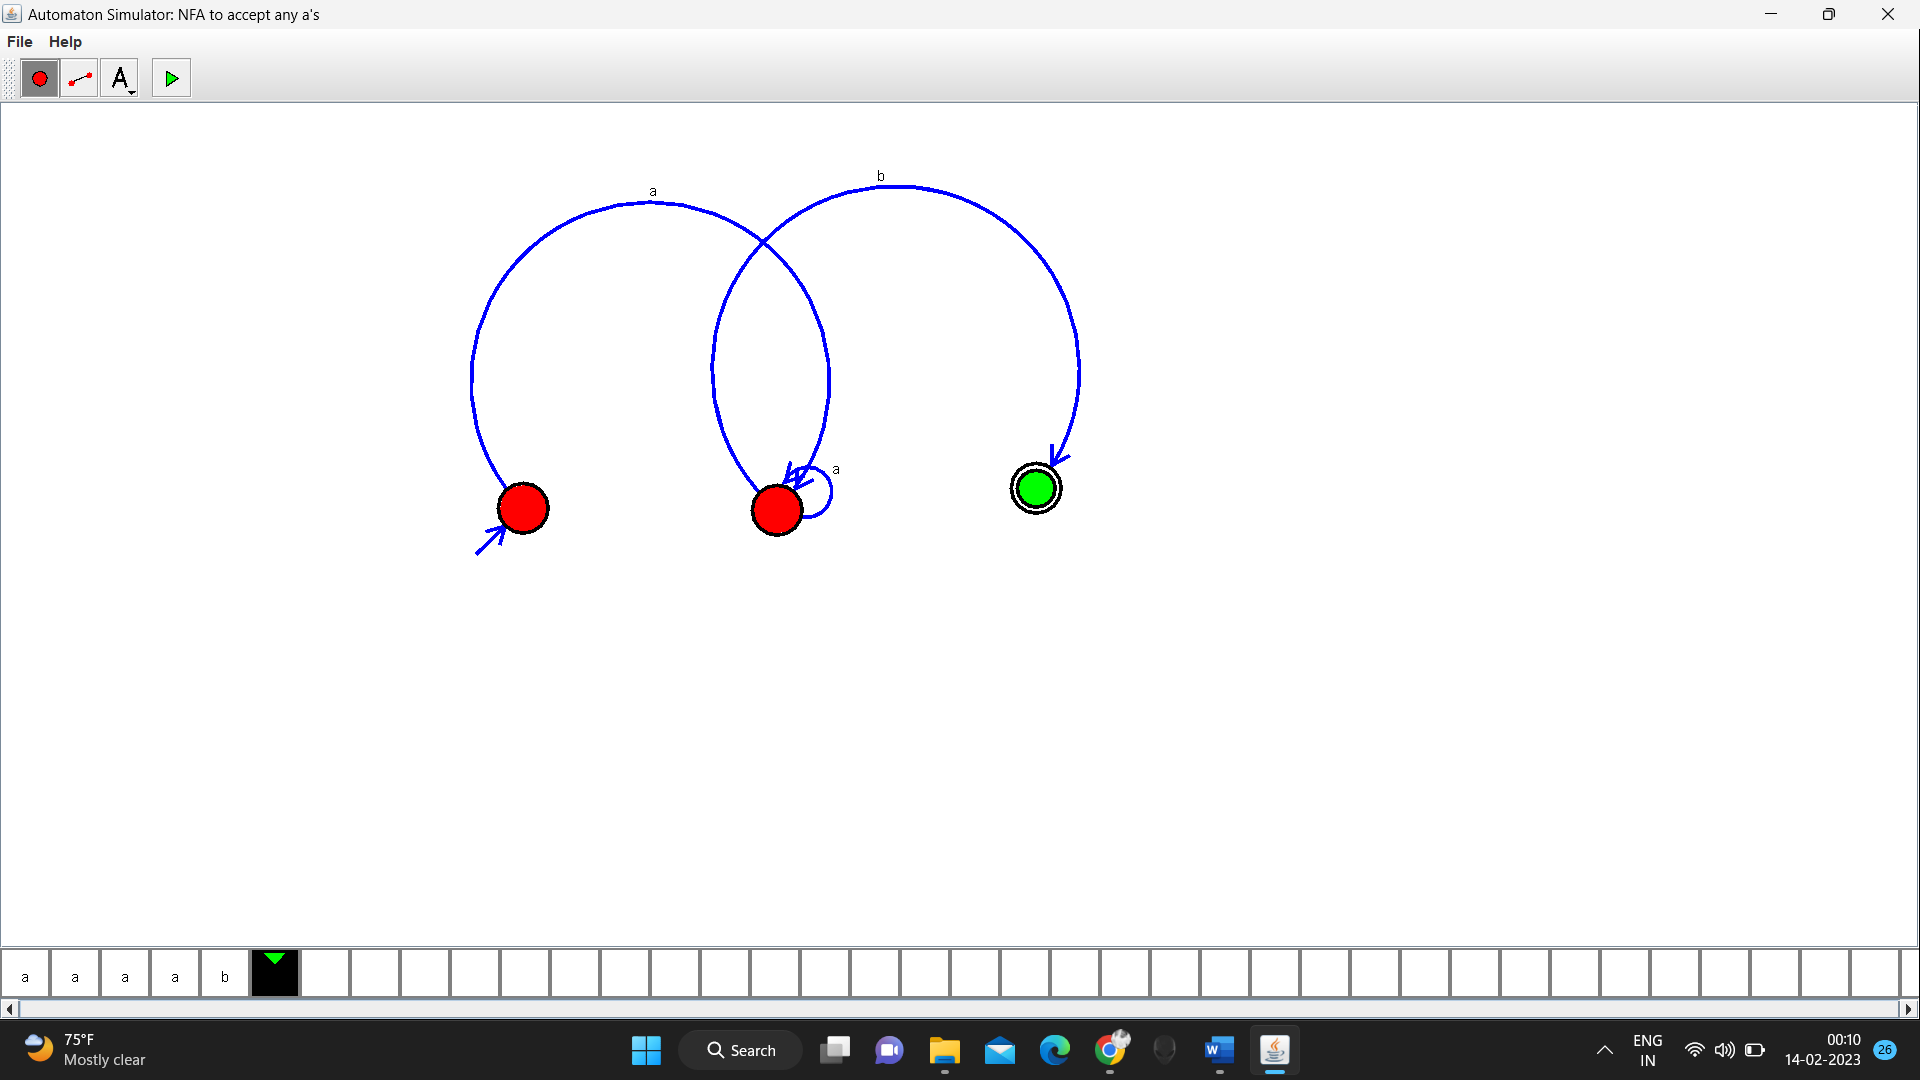 Automaton Simulator: NFA to accept any a's
File Help
A
b
a
a
a a a a b
75°F
Mostly clear
Search
W
ENG
IN
00:10
14-02-2023
26